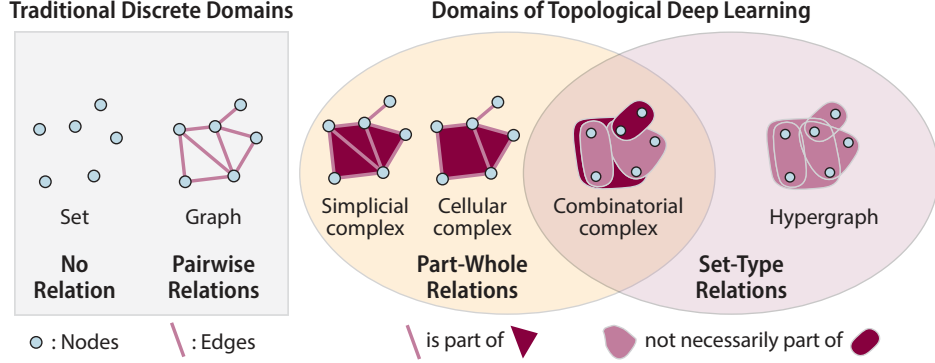 Traditional Discrete Domains
Domains of Topological Deep Learning
Set
Graph
Simplicial
complex
Cellular
complex
Combinatorial
complex
Hypergraph
No
Relation
Pairwise
Relations
Part-Whole
Relations
Set-Type
Relations
: Nodes
: Edges
is part of
not necessarily part of